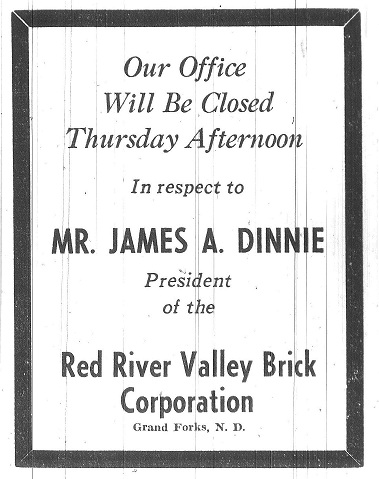 Our Office
Will Be Closed
Thursday Afternoon
In respect to
MR. JAMES A. DINNIE
President
of the
Red River Valley Brick
Corporation
Grand Forks, N. D.